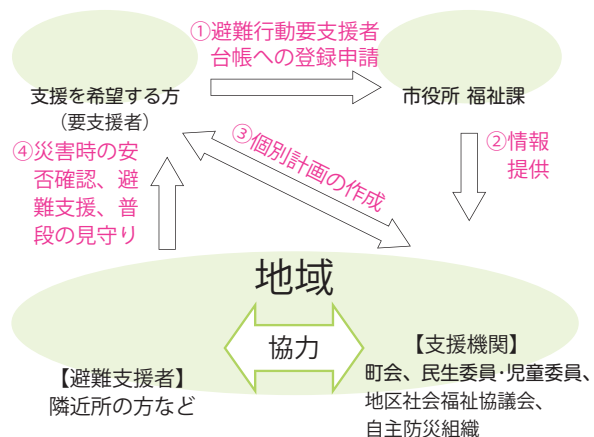 ①避難行動要支援者
台帳への登録申請
支援を希望する方
（要支援者）
市役所 福祉課
②情報
提供
③個別計画の作成
④災害時の安
否確認、避
難支援、普
段の見守り
地域
協力
【避難支援者】
隣近所の方など
【支援機関】
町会、民生委員・児童委員、
地区社会福祉協議会、
自主防災組織